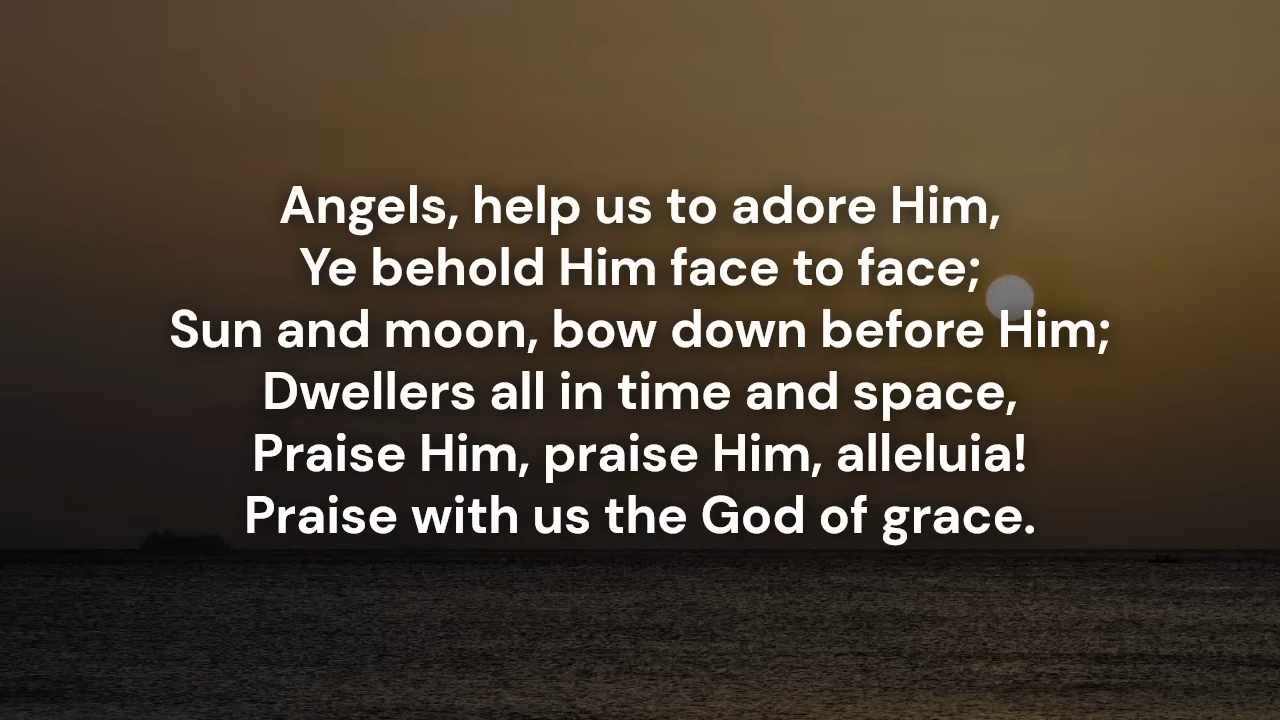 Angels, help us to adore Him,
Ye behold Him face to face;
Sun and moon, bow down before Him;
Dwellers all in time and space,
Praise Him, praise Him, alleluia!
Praise with us the God of grace.